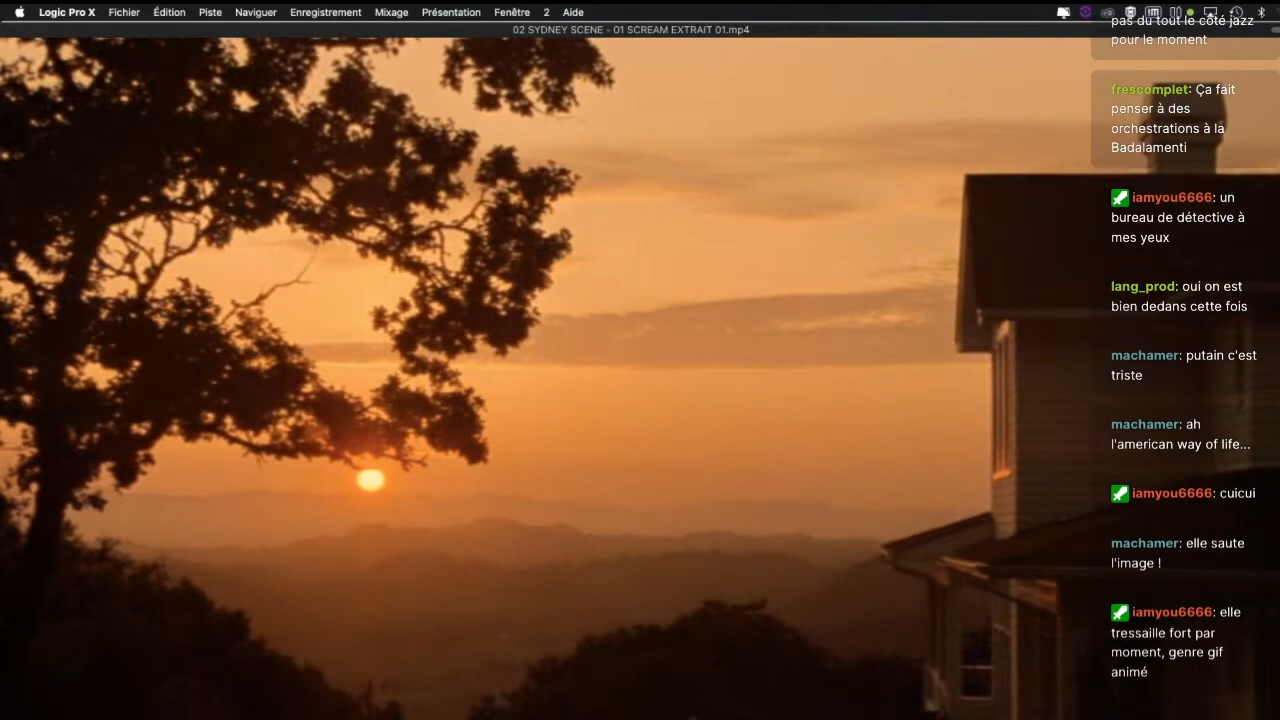 Logic Pro X Fichier Édition Piste Naviguer Enregistrement Mixage Présentation Fenêtre 2 Aide
02 SYDNEY SCENE - 01 SCREAM EXTRAIT 01.mp4
pas du tout le côté jazz
pour le moment
frescomplet: Ça fait
penser à des
orchestrations à la
Badalamenti
iamyou6666: un
bureau de détective à
mes yeux
lang_prod: oui on est
bien dedans cette fois
machamer: putain c'est
triste
machamer: ah
l'american way of life...
iamyou6666: cuicui
machamer: elle saute
l'image !
iamyou6666: elle
tressaille fort par
moment, genre gif
animé